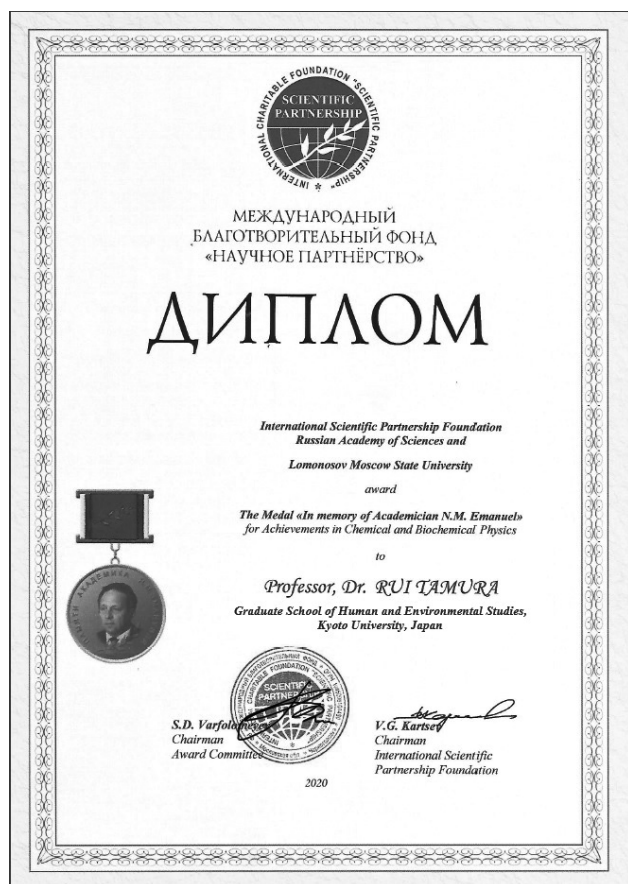 INTERNATIONAL CHARITABLE FOUNDATION "SCIENTIFIC PARTNERSHIP" *
SCIENTIFIC
PARTNERSHIP
МЕЖДУНАРОДНЫЙ
БЛАГОТВОРИТЕЛЬНЫЙ ФОНД
«НАУЧНОЕ ПАРТНЁРСТВО»
ДИПЛОМ
International Scientific Partnership Foundation
Russian Academy of Sciences and
Lomonosov Moscow State University
award
The Medal «In memory of Academician N.M. Emanuel»
for Achievements in Chemical and Biochemical Physics
to
Professor, Dr. RUI TAMURA
Graduate School of Human and Environmental Studies,
Kyoto University, Japan
ПАМЯТИ АКАДЕМИКА
SCIENTIFIC
PARTNERSHIP
S.D. Varfolomeyev
Chairman
Award Committee
V.G. Kartsev
Chairman
International Scientific
Partnership Foundation
2020